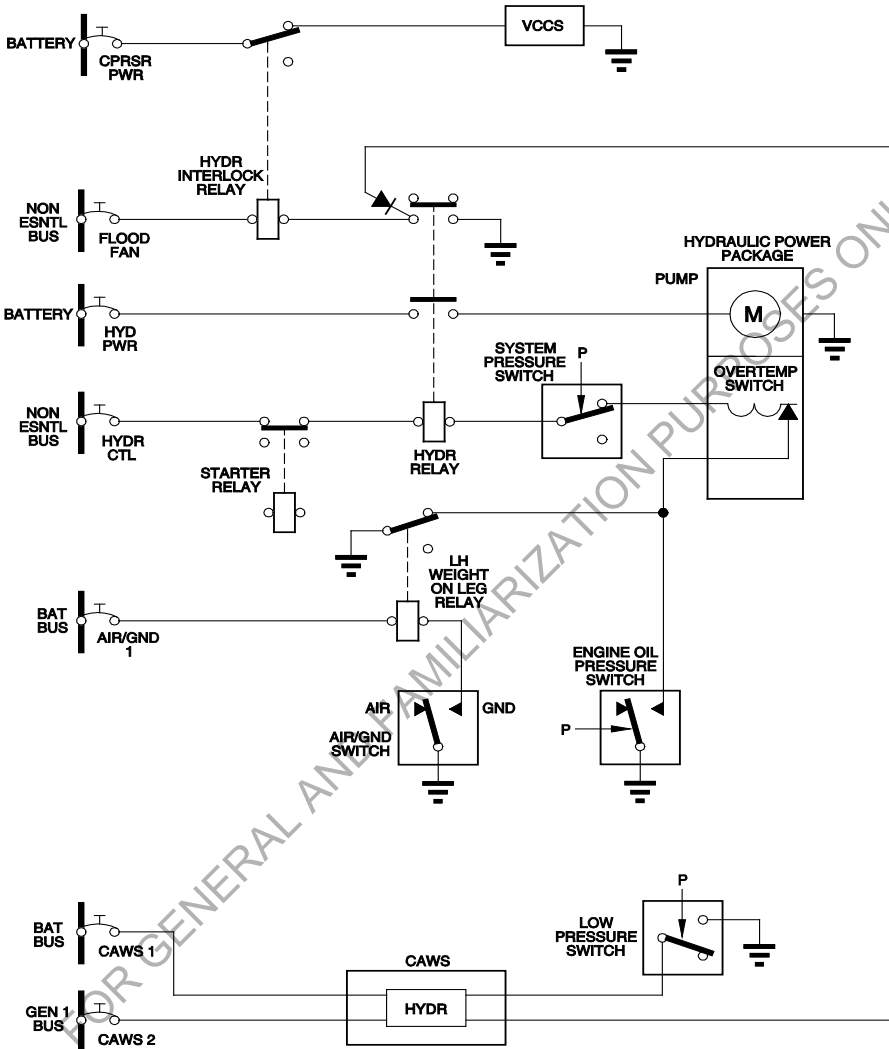 BATTERY
CPRSR
PWR
VCCS
HYDR
INTERLOCK
RELAY
NON
ESNTL
BUS
FLOOD
FAN
HYDRAULIC POWER
PACKAGE
PUMP
M
BATTERY
HYD
PWR
SYSTEM
PRESSURE
SWITCH
P
OVERTEMP
SWITCH
NON
ESNTL
BUS
HYDR
CTL
STARTER
RELAY
HYDR
RELAY
LH
WEIGHT
ON LEG
RELAY
BAT
BUS
AIR/GND
1
AIR
GND
AIR/GND
SWITCH
ENGINE OIL
PRESSURE
SWITCH
P
BAT
BUS
CAWS 1
CAWS
HYDR
P
LOW
PRESSURE
SWITCH
GEN 1
BUS
CAWS 2
FOR GENERAL AND FAMILIARIZATION PURPOSES ONL